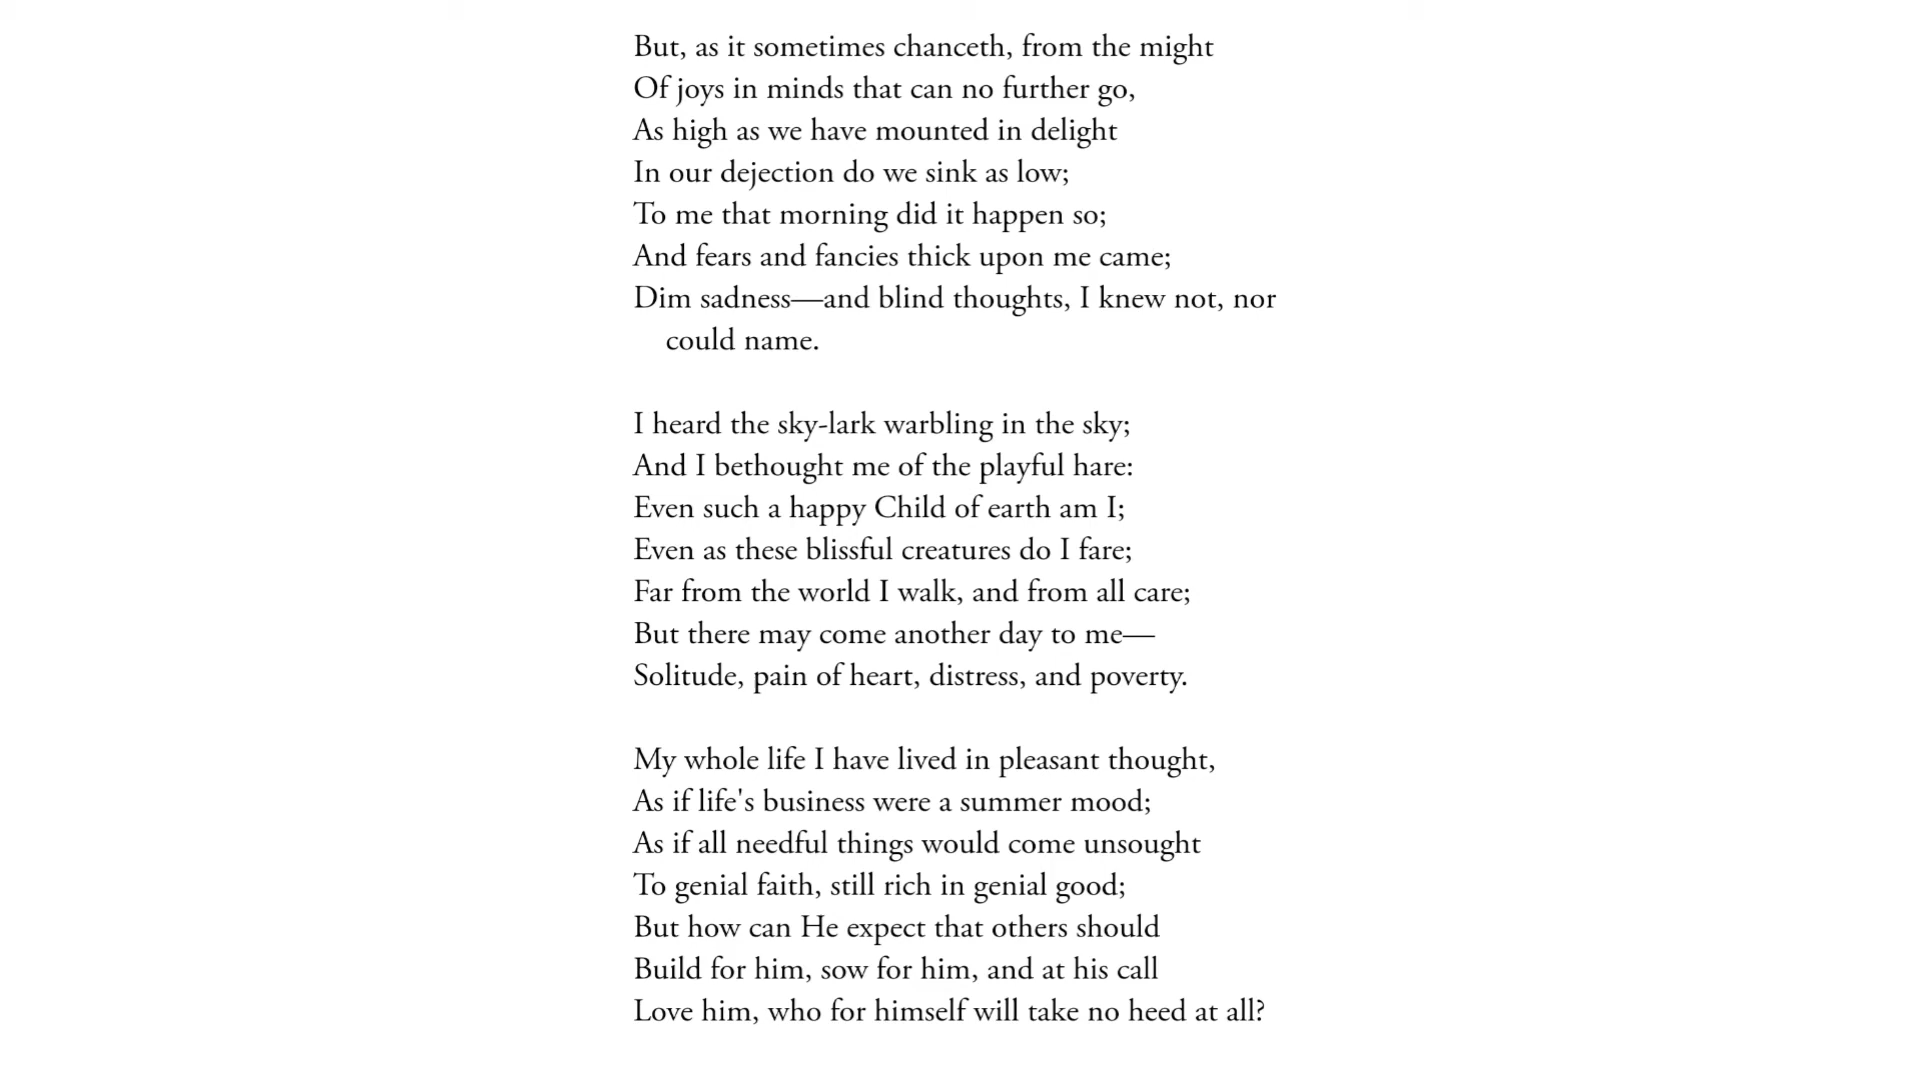 But, as it sometimes chanceth, from the might
Of joys in minds that can no further go,
As high as we have mounted in delight
In our dejection do we sink as low;
To me that morning did it happen so;
And fears and fancies thick upon me came;
Dim sadness—and blind thoughts, I knew not, nor
could name.

I heard the sky-lark warbling in the sky;
And I bethought me of the playful hare:
Even such a happy Child of earth am I;
Even as these blissful creatures do I fare;
Far from the world I walk, and from all care;
But there may come another day to me—
Solitude, pain of heart, distress, and poverty.

My whole life I have lived in pleasant thought,
As if life's business were a summer mood;
As if all needful things would come unsought
To genial faith, still rich in genial good;
But how can He expect that others should
Build for him, sow for him, and at his call
Love him, who for himself will take no heed at all?